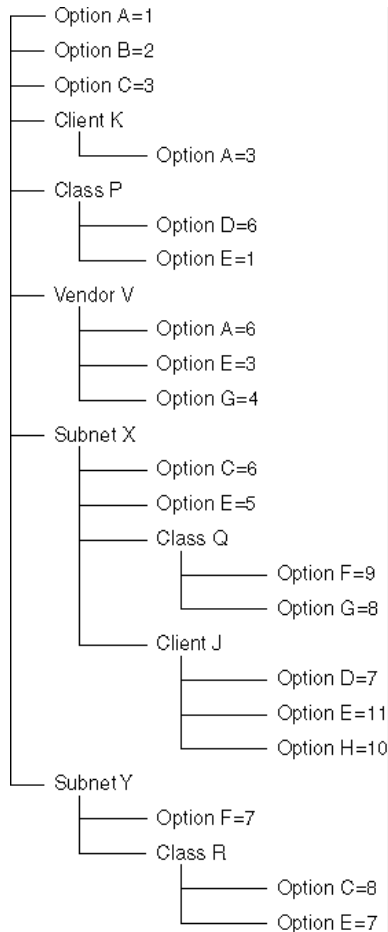 Option A=1
Option B=2
Option C=3
Client K
Option A=3
Class P
Option D=6
Option E=1
Vendor V
Option A=6
Option E=3
Option G=4
Subnet X
Option C=6
Option E=5
Class Q
Option F=9
Option G=8
Client J
Option D=7
Option E=11
Option H=10
Subnet Y
Option F=7
Class R
Option C=8
Option E=7